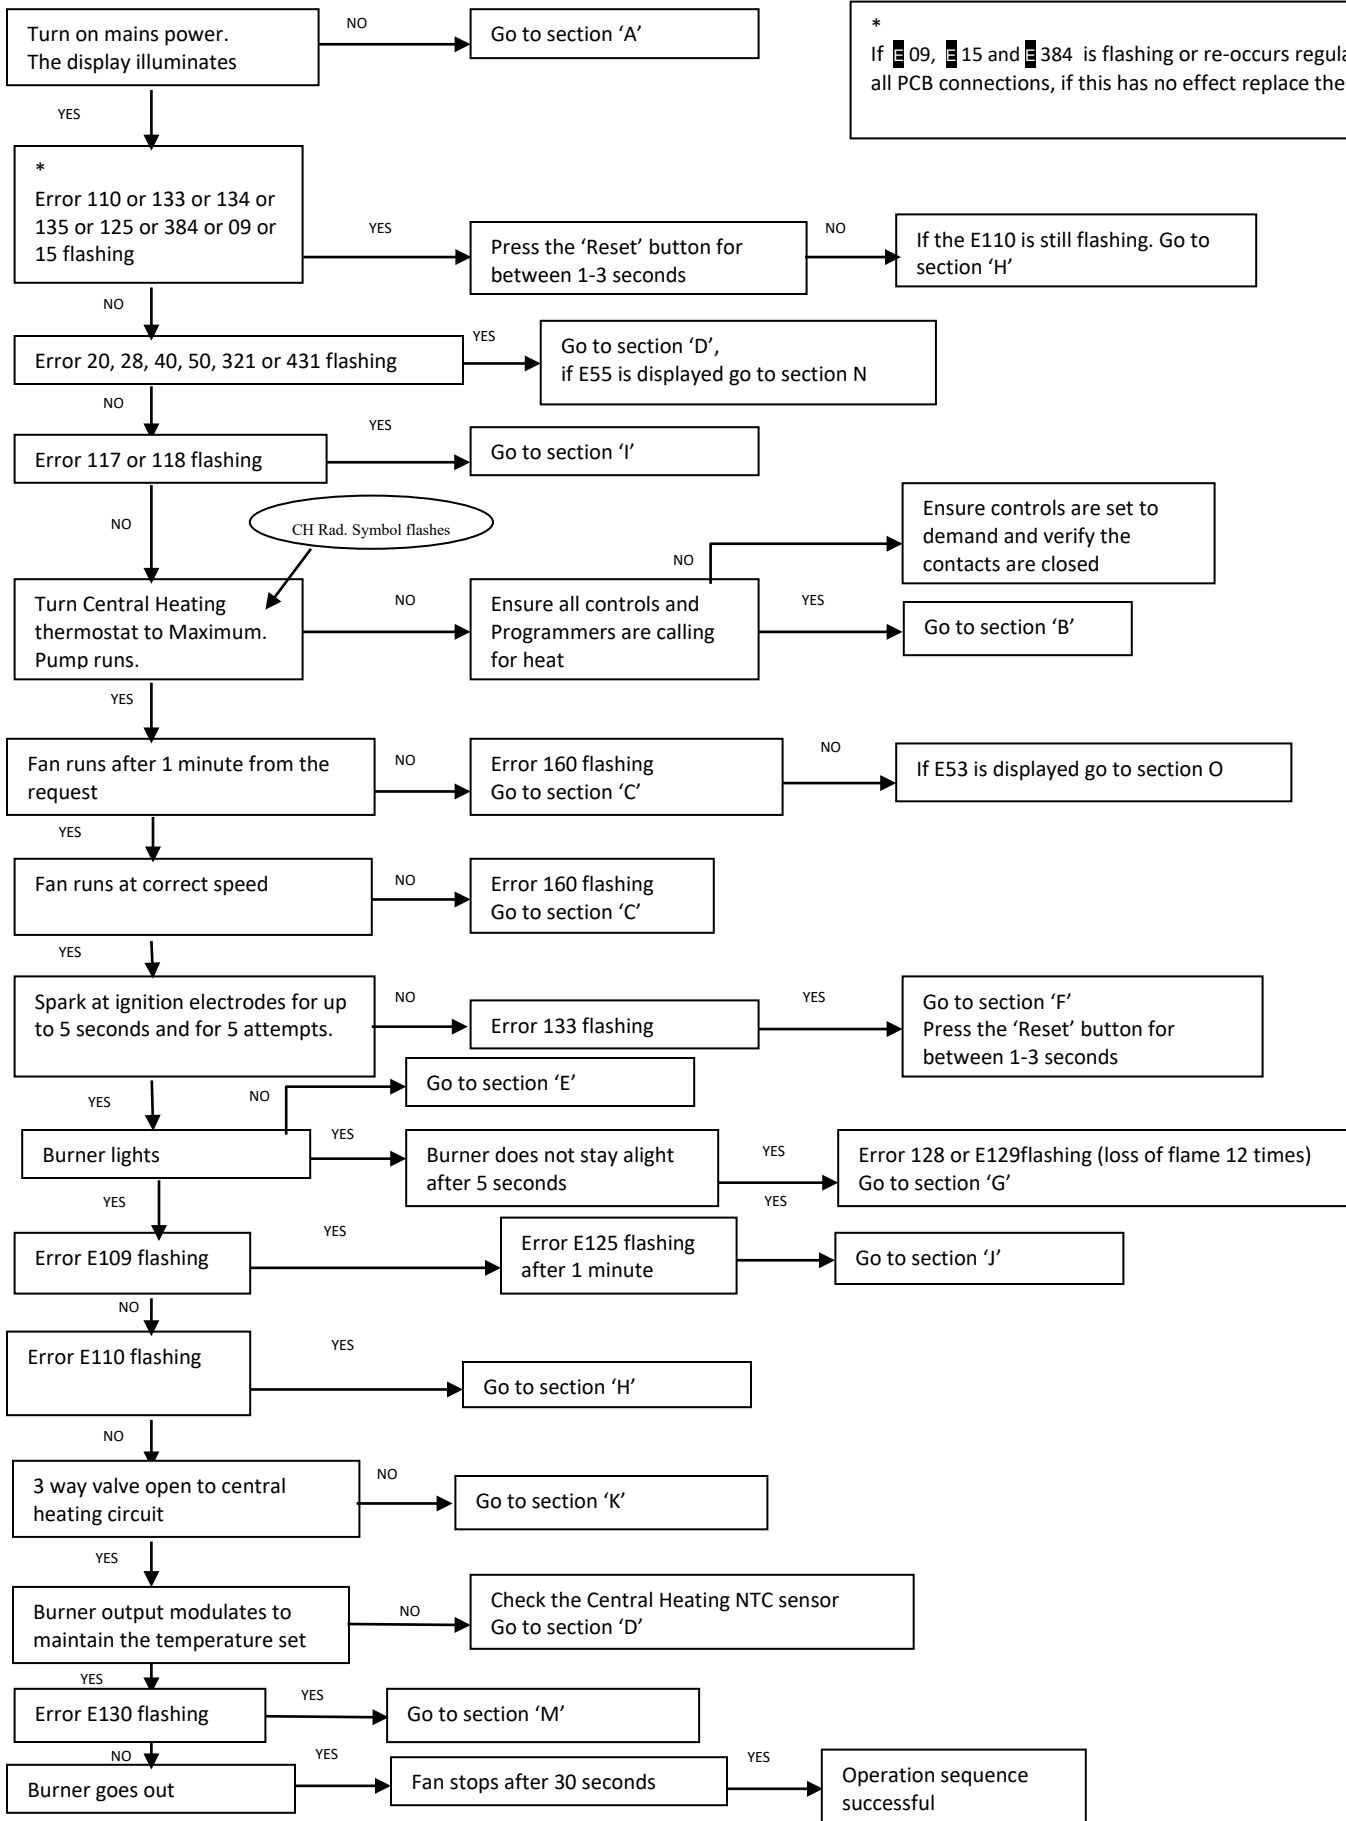 Turn on mains power.
The display illuminates
NO
Go to section ‘A’
*
If E 09, E 15 and E 384 is flashing or re-occurs
all PCB connections, if this has no effect replace the
YES
*
Error 110 or 133 or 134 or
135 or 125 or 384 or 09 or
15 flashing
YES
Press the ‘Reset’ button for
between 1-3 seconds
NO
If the E110 is still flashing. Go to
section ‘H’
NO
Error 20, 28, 40, 50, 321 or 431 flashing
YES
Go to section ‘D’,
if E55 is displayed go to section N
NO
Error 117 or 118 flashing
YES
Go to section ‘I’
NO
CH Rad. Symbol flashes
Turn Central Heating
thermostat to Maximum.
Pump runs.
NO
Ensure all controls and
Programmers are calling
for heat
NO
Ensure controls are set to
demand and verify the
contacts are closed
YES
Go to section ‘B’
YES
Fan runs after 1 minute from the
request
NO
Error 160 flashing
Go to section ‘C’
NO
If E53 is displayed go to section O
YES
Fan runs at correct speed
NO
Error 160 flashing
Go to section ‘C’
YES
Spark at ignition electrodes for up
to 5 seconds and for 5 attempts.
NO
Error 133 flashing
YES
Go to section ‘F’
Press the ‘Reset’ button for
between 1-3 seconds
YES
NO
Go to section ‘E’
Burner lights
YES
Burner does not stay alight
after 5 seconds
YES
Error 128 or E129flashing (loss of flame 12 times)
Go to section ‘G’
YES
YES
Error E109 flashing
YES
Error E125 flashing
after 1 minute
Go to section ‘J’
NO
Error E110 flashing
YES
Go to section ‘H’
NO
3 way valve open to central
heating circuit
NO
Go to section ‘K’
YES
Burner output modulates to
maintain the temperature set
NO
Check the Central Heating NTC sensor
Go to section ‘D’
YES
Error E130 flashing
YES
Go to section ‘M’
NO
Burner goes out
YES
Fan stops after 30 seconds
YES
Operation sequence
successful